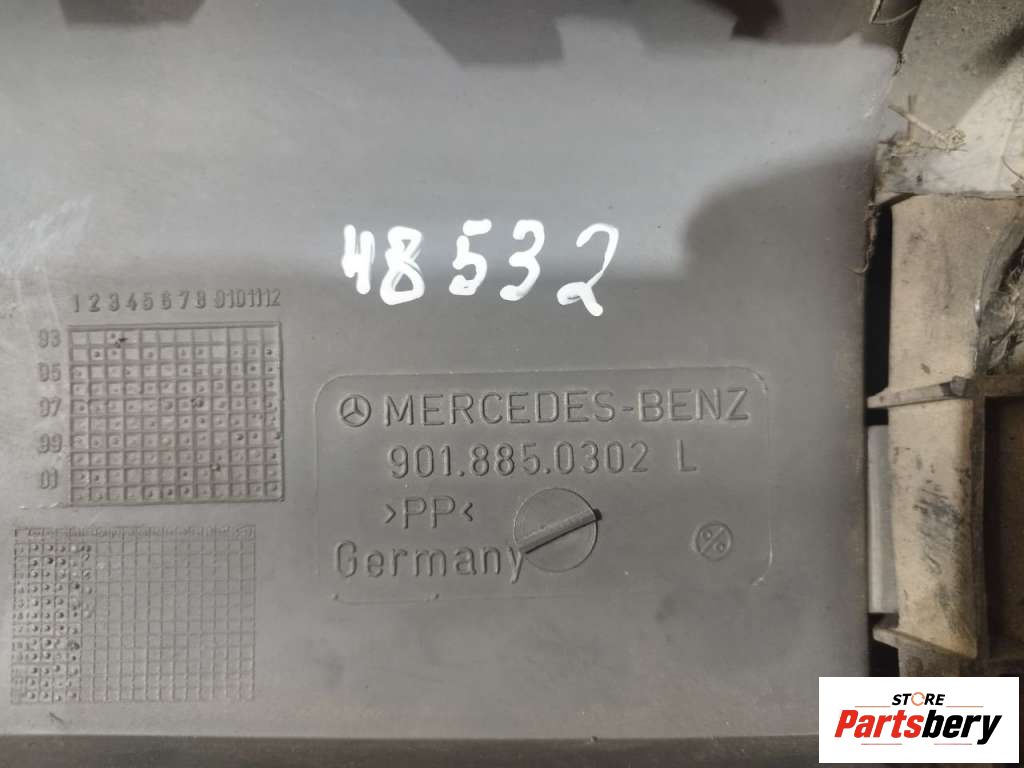 48532
1 2 3 4 5 6 7 8 9 10 11 12
93
95
97
99
01
MERCEDES-BENZ
901.885.0302 L
>PP<
Germany
%
STORE
Partsbery